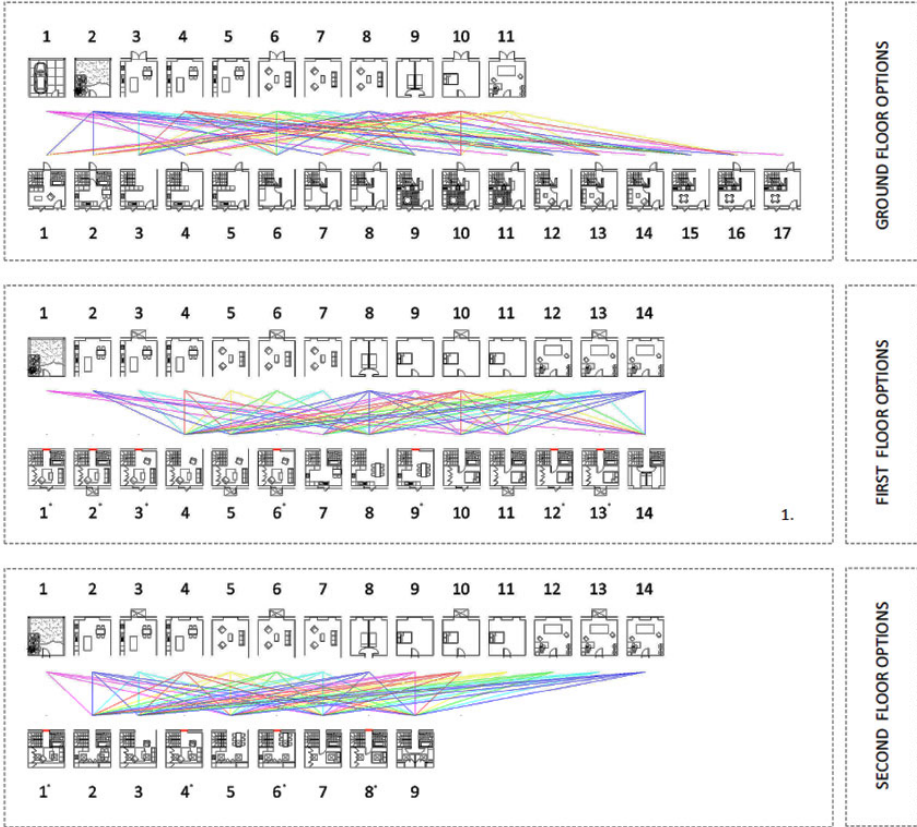 1 2 3 4 5 6 7 8 9 10 11
1 2 3 4 5 6 7 8 9 10 11 12 13 14 15 16 17
GROUND FLOOR OPTIONS
1 2 3 4 5 6 7 8 9 10 11 12 13 14
1* 2* 3* 4 5 6* 7 8 9* 10 11 12* 13* 14
1.
FIRST FLOOR OPTIONS
1 2 3 4 5 6 7 8 9 10 11 12 13 14
1* 2 3 4* 5 6* 7 8* 9
SECOND FLOOR OPTIONS